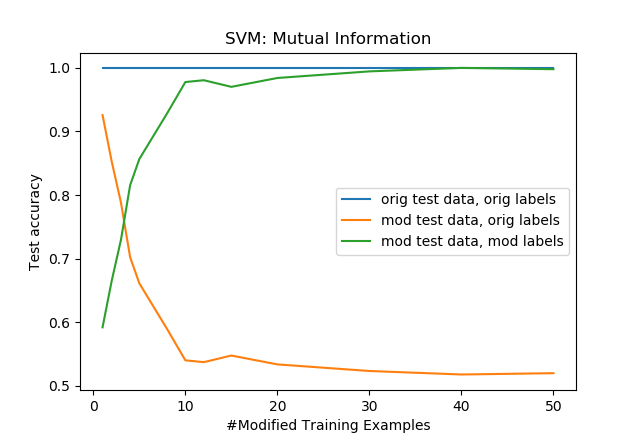 SVM: Mutual Information
1.0
0.9
0.8
0.7
0.6
0.5
Test accuracy
orig test data, orig labels
mod test data, orig labels
mod test data, mod labels
0 10 20 30 40 50
#Modified Training Examples